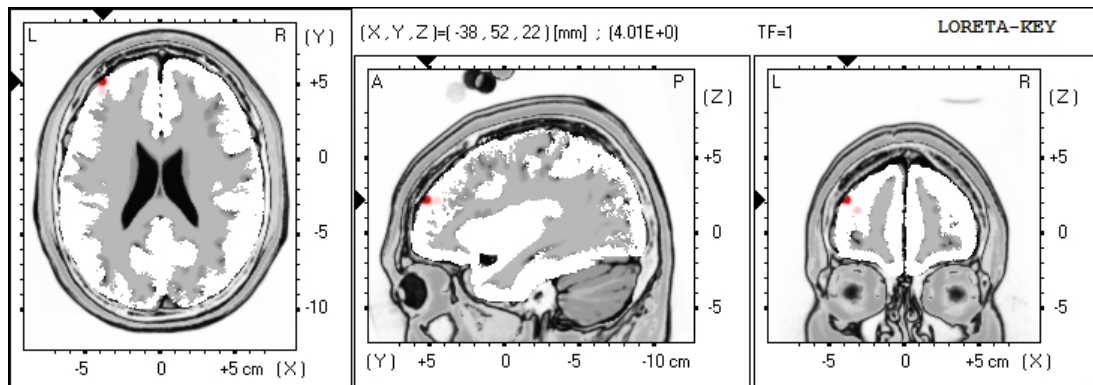 (X,Y,Z)=(-38,52,22)[mm] ; (4.01E+0) TF=1 LORETA-KEY
L R (Y)
+5
0
-5
-10
-5 0 +5 cm (X)
A P (Z)
+5
0
-5
(Y) +5 0 -5 -10 cm
L R (Z)
+5
0
-5
-5 0 +5 cm (X)